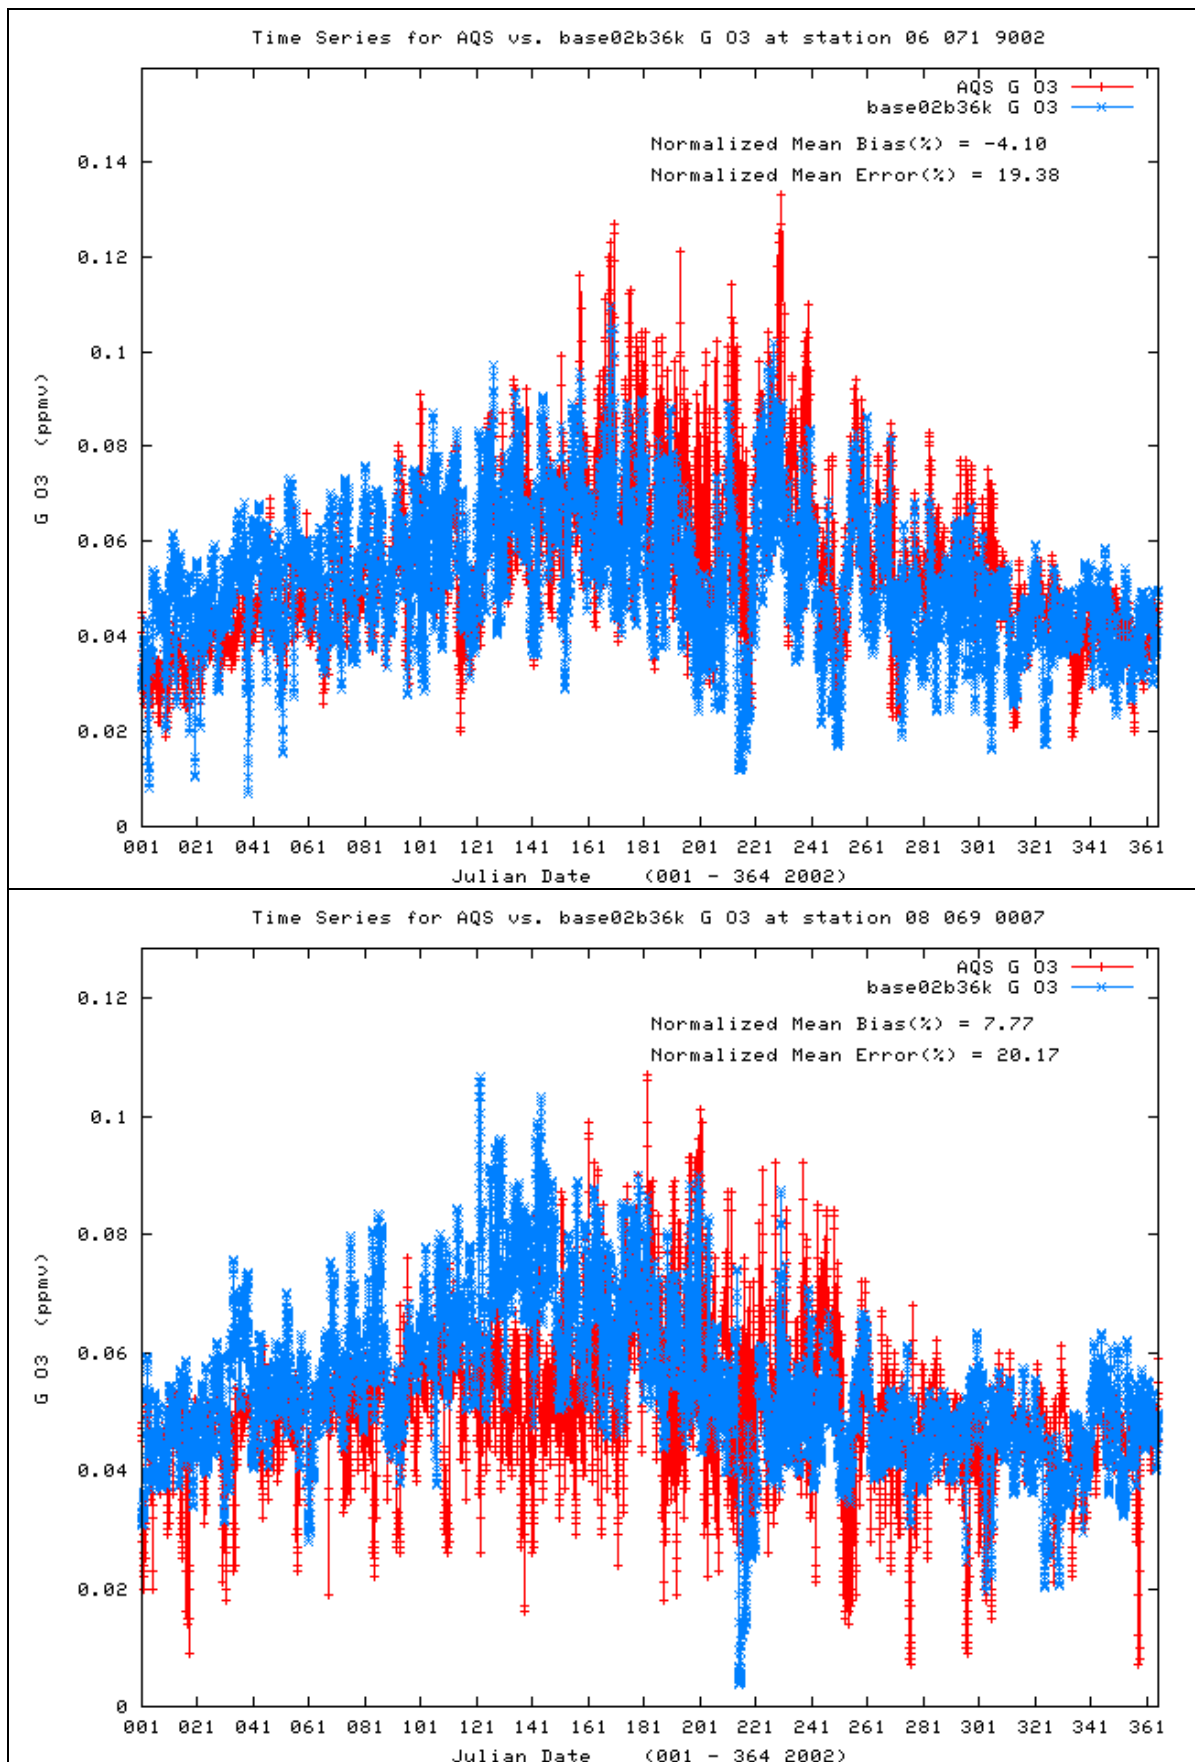 Time Series for AQS vs. base02b36k G O3 at station 06 071 9002
AQS G O3
base02b36k G O3
Normalized Mean Bias(%) = -4.10
Normalized Mean Error(%) = 19.38
0.14
0.12
0.1
0.08
0.06
0.04
0.02
0
G O3 (ppmv)
001 021 041 061 081 101 121 141 161 181 201 221 241 261 281 301 321 341 361
Julian Date (001 - 364 2002)
Time Series for AQS vs. base02b36k G O3 at station 08 069 0007
AQS G O3
base02b36k G O3
Normalized Mean Bias(%) = 7.77
Normalized Mean Error(%) = 20.17
0.12
0.1
0.08
0.06
0.04
0.02
0
G O3 (ppmv)
001 021 041 061 081 101 121 141 161 181 201 221 241 261 281 301 321 341 361
Julian Date (001 - 364 2002)